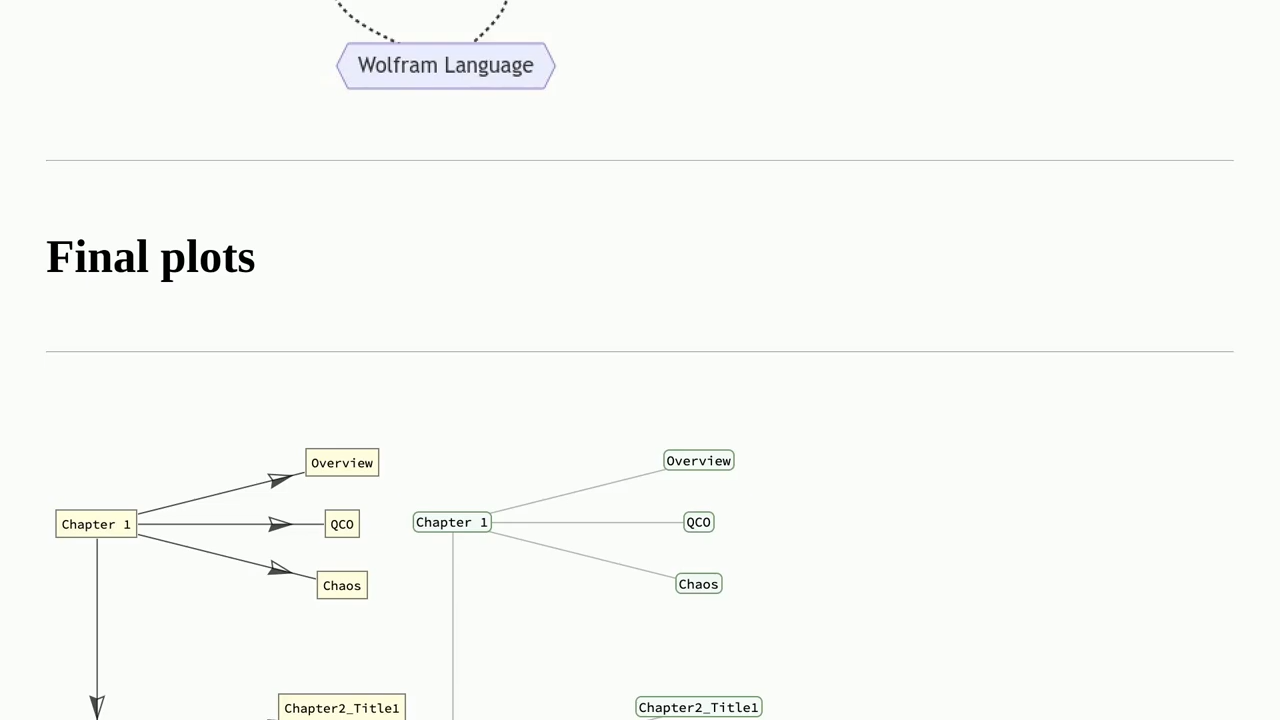 Wolfram Language
Final plots
Overview
Chapter 1
QCO
Chaos
Chapter2_Title1
Overview
Chapter 1
QCO
Chaos
Chapter2_Title1